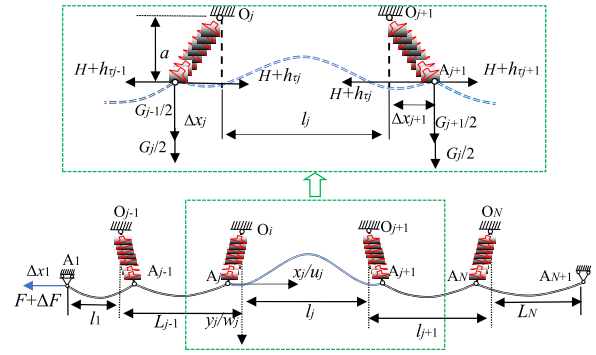 Oj Oj+1
a
H+hτj-1 H+hτj H+hτj Aj+1 H+hτj+1
Gj-1/2 Δxj Δxj+1 Gj+1/2
lj
Gj/2 Gj/2
Oj-1 Oi Oj+1 ON
A1 Aj-1 Aj xj/uj Aj+1 AN AN+1
Δx1
F+ΔF
l1 Lj-1 yj/wj lj lj+1 LN